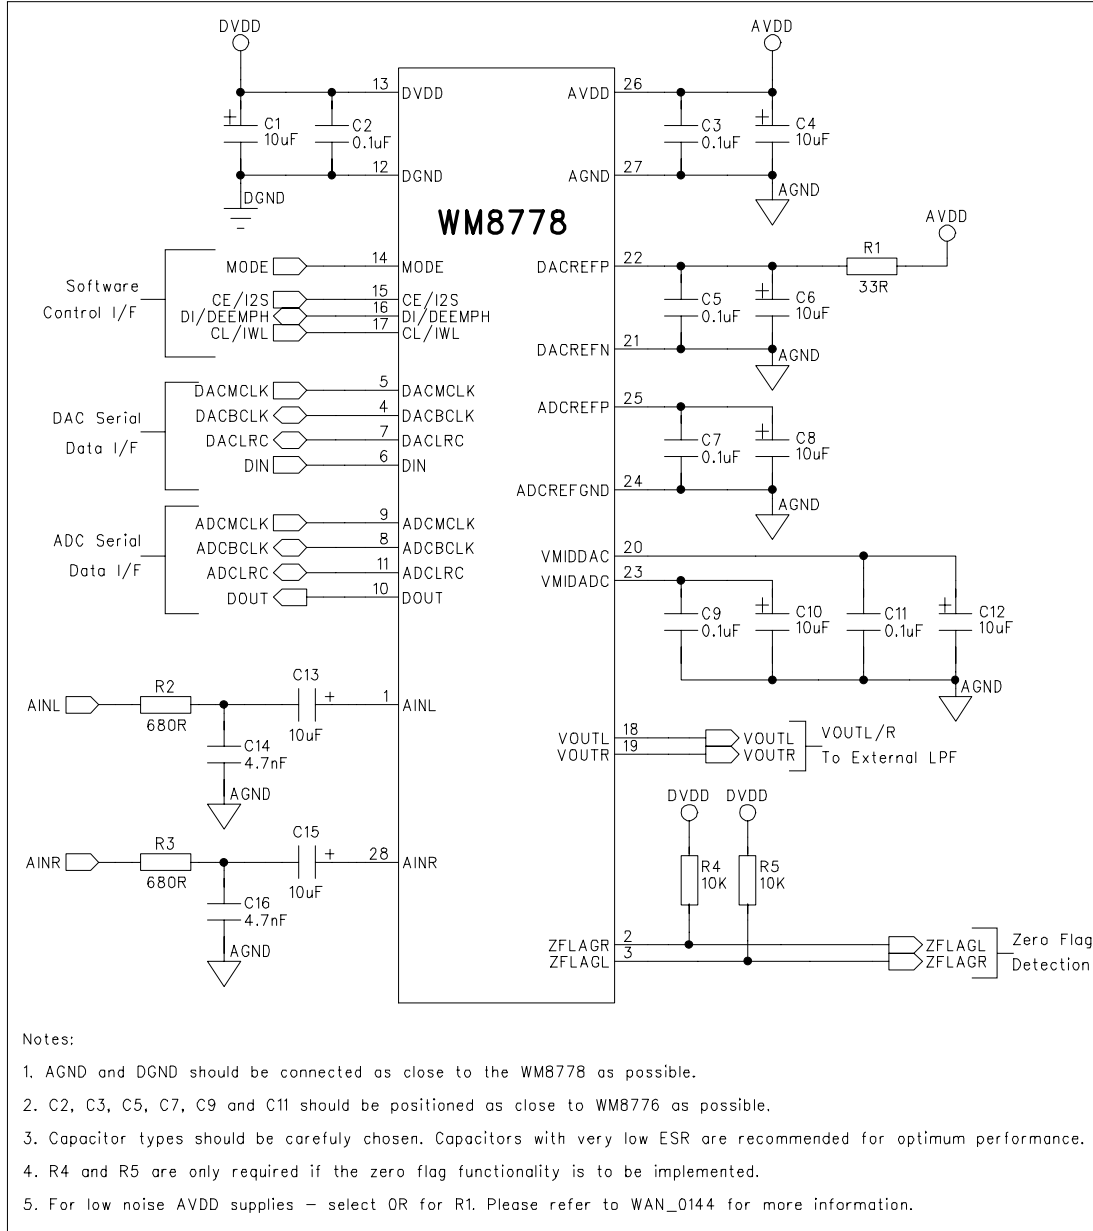 DVDD
AVDD
13
DVDD
AVDD
26
+
C1
10uF
C2
0.1uF
C3
0.1uF
+
C4
10uF
12
DGND
AGND
27
DGND
AGND
WM8778
AVDD
Software
Control I/F
MODE
14
MODE
DACREFP
22
R1
33R
CE/I2S
15
CE/I2S
DI/DEEMPH
16
DI/DEEMPH
CL/IWL
17
CL/IWL
C5
0.1uF
+
C6
10uF
DACREFN
21
AGND
DAC Serial
Data I/F
DACMCLK
5
DACMCLK
DACBCLK
4
DACBCLK
DACLRC
7
DACLRC
DIN
6
DIN
ADCREFP
25
C7
0.1uF
+
C8
10uF
ADCREFGND
24
AGND
ADC Serial
Data I/F
ADCMCLK
9
ADCMCLK
ADCBCLK
8
ADCBCLK
ADCLRC
11
ADCLRC
DOUT
10
DOUT
VMIDDAC
20
VMIDADC
23
C9
0.1uF
+
C10
10uF
C11
0.1uF
+
C12
10uF
AGND
AINL
R2
680R
C13
+
10uF
1
AINL
C14
4.7nF
AGND
VOUTL
18
VOUTL
VOUTR
19
VOUTR
VOUTL/R
To External LPF
DVDD
DVDD
AINR
R3
680R
C15
+
10uF
28
AINR
R4
10K
R5
10K
C16
4.7nF
AGND
ZFLAGR
2
ZFLAGL
ZFLAGL
3
ZFLAGR
Zero Flag
Detection
Notes:
1. AGND and DGND should be connected as close to the WM8778 as possible.
2. C2, C3, C5, C7, C9 and C11 should be positioned as close to WM8776 as possible.
3. Capacitor types should be carefuly chosen. Capacitors with very low ESR are recommended for optimum performance.
4. R4 and R5 are only required if the zero flag functionality is to be implemented.
5. For low noise AVDD supplies – select 0R for R1. Please refer to WAN_0144 for more information.